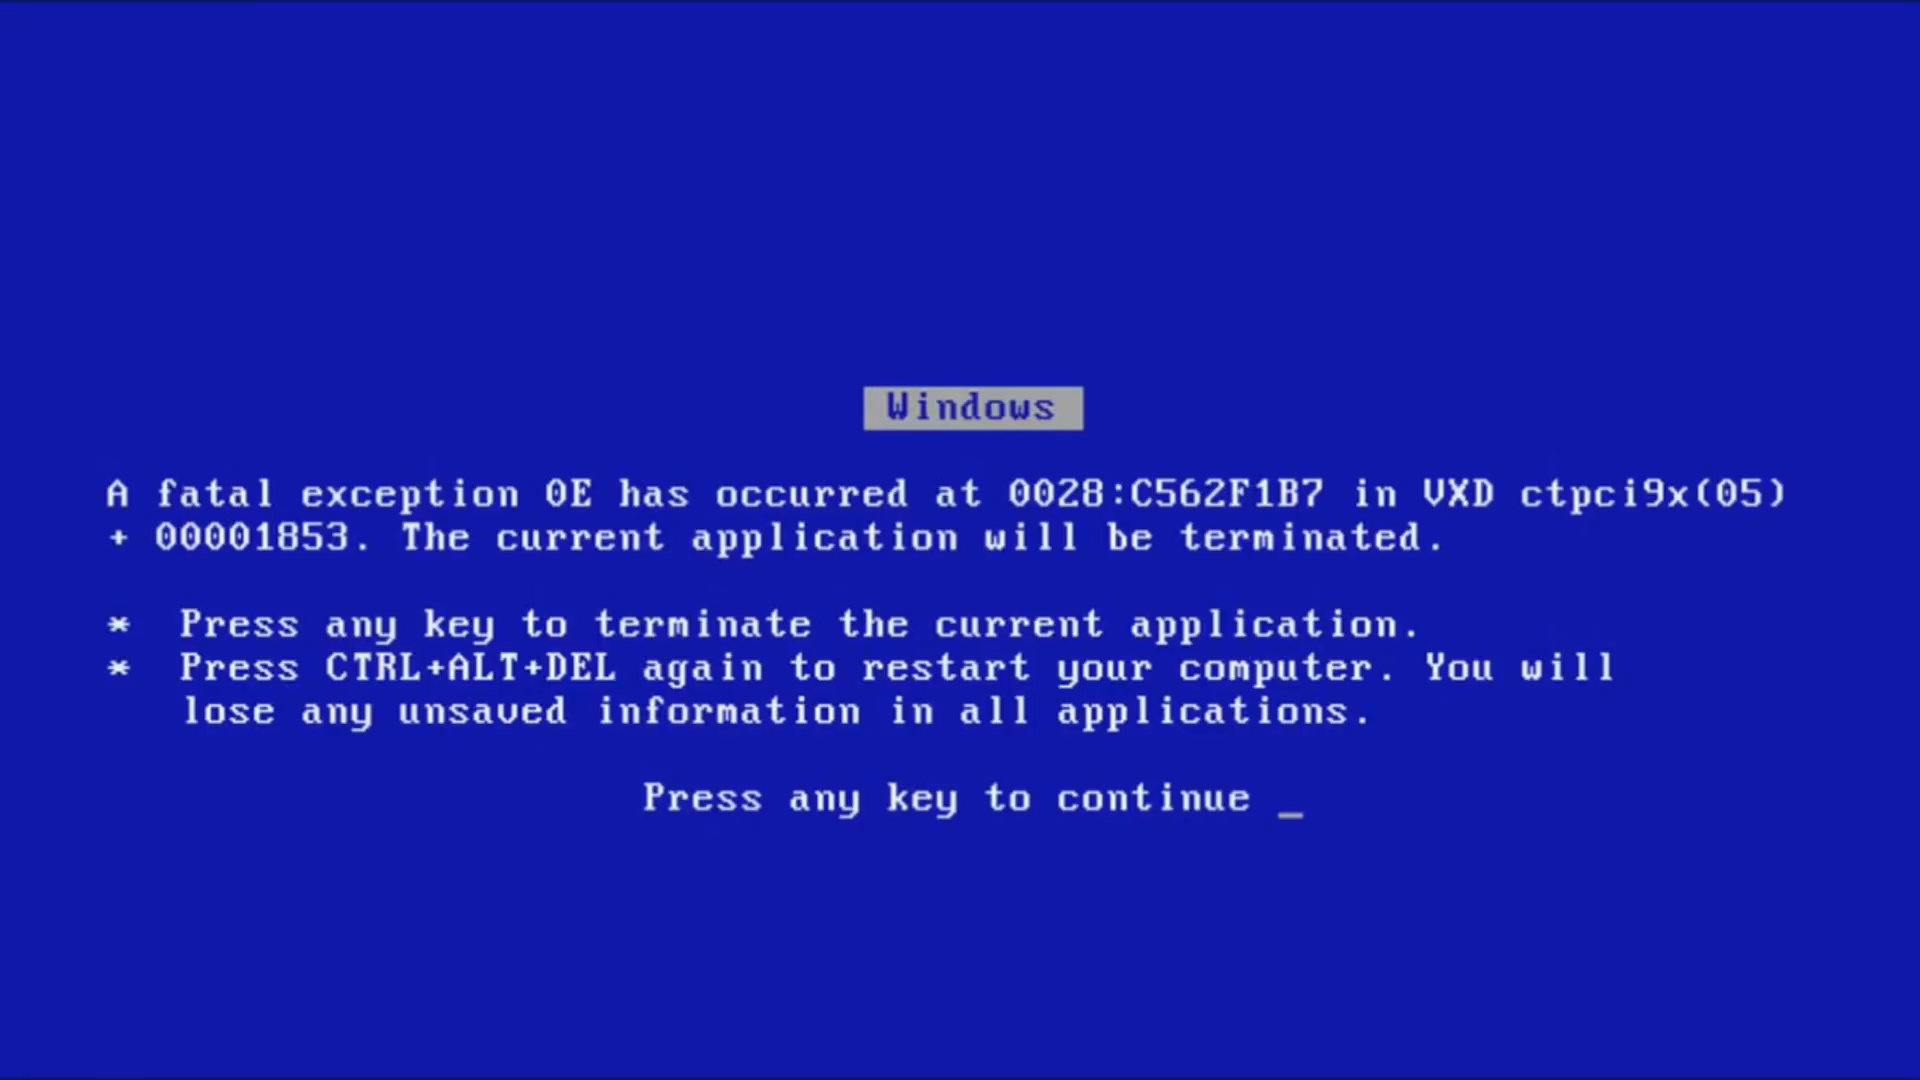 Windows
A fatal exception 0E has occurred at 0028:C562F1B7 in VXD ctpci9x(05)
+ 00001853. The current application will be terminated.
* Press any key to terminate the current application.
* Press CTRL+ALT+DEL again to restart your computer. You will
lose any unsaved information in all applications.
Press any key to continue _